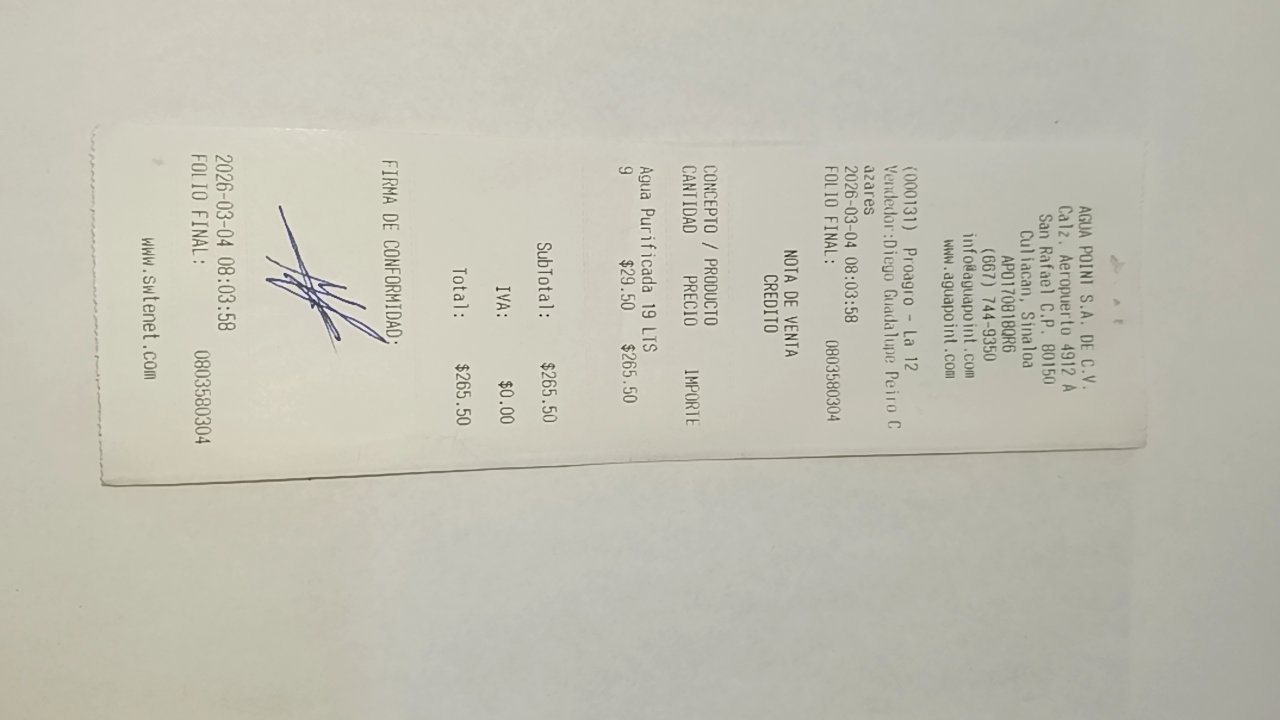 AGUA POINT S.A. DE C.V.
Calz. Aeropuerto 4912 A
San Rafael C.P. 80150
Culiacan, Sinaloa
APO170818QR6
(667) 744-9350
info@aguapoint.com
www.aguapoint.com
(000131) Proagro - La 12
Vendedor:Diego Guadalupe Peiro C
azares
2026-03-04 08:03:58
FOLIO FINAL: 0803580304
NOTA DE VENTA
CREDITO
CONCEPTO / PRODUCTO
CANTIDAD PRECIO IMPORTE
Agua Purificada 19 LTS
9 $29.50 $265.50
SubTotal: $265.50
IVA: $0.00
Total: $265.50
FIRMA DE CONFORMIDAD:
2026-03-04 08:03:58
FOLIO FINAL: 0803580304
www.swtenet.com